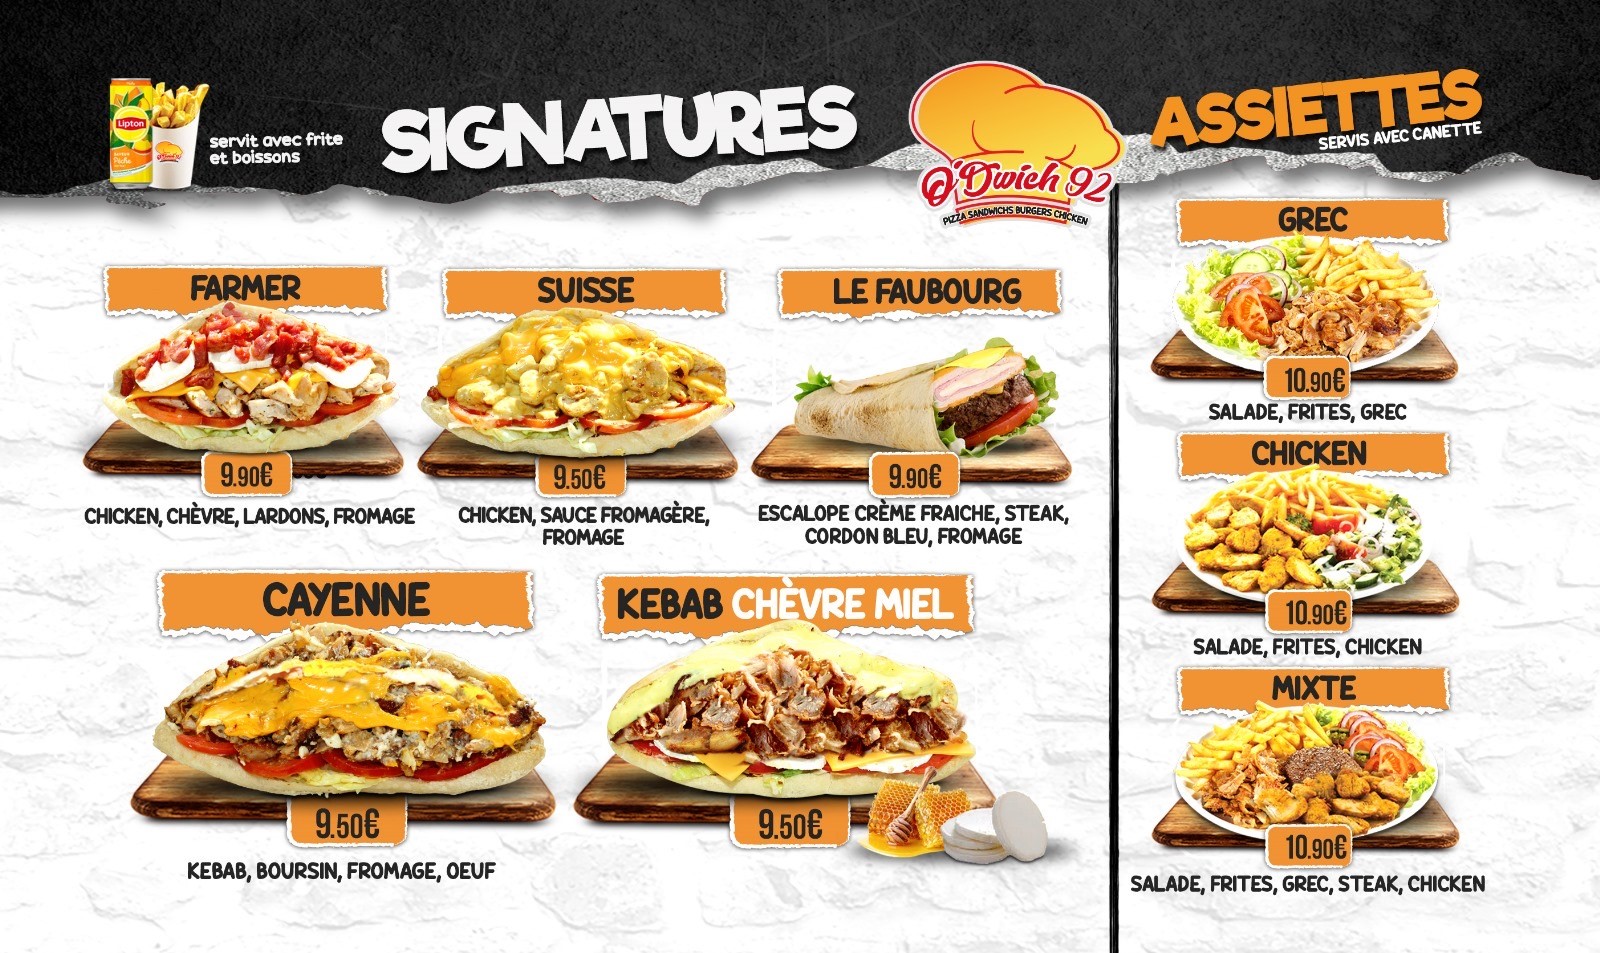 Lipton
Pêche
servit avec frite
et boissons
SIGNATURES
O'Dwich 92
PIZZA SANDWICHS BURGERS CHICKEN
ASSIETTES
SERVIS AVEC CANETTE
FARMER
9.90€
CHICKEN, CHÈVRE, LARDONS, FROMAGE
SUISSE
9.50€
CHICKEN, SAUCE FROMAGÈRE,
FROMAGE
LE FAUBOURG
9.90€
ESCALOPE CRÈME FRAICHE, STEAK,
CORDON BLEU, FROMAGE
CAYENNE
9.50€
KEBAB, BOURSIN, FROMAGE, OEUF
KEBAB CHÈVRE MIEL
9.50€
GREC
10.90€
SALADE, FRITES, GREC
CHICKEN
10.90€
SALADE, FRITES, CHICKEN
MIXTE
10.90€
SALADE, FRITES, GREC, STEAK, CHICKEN